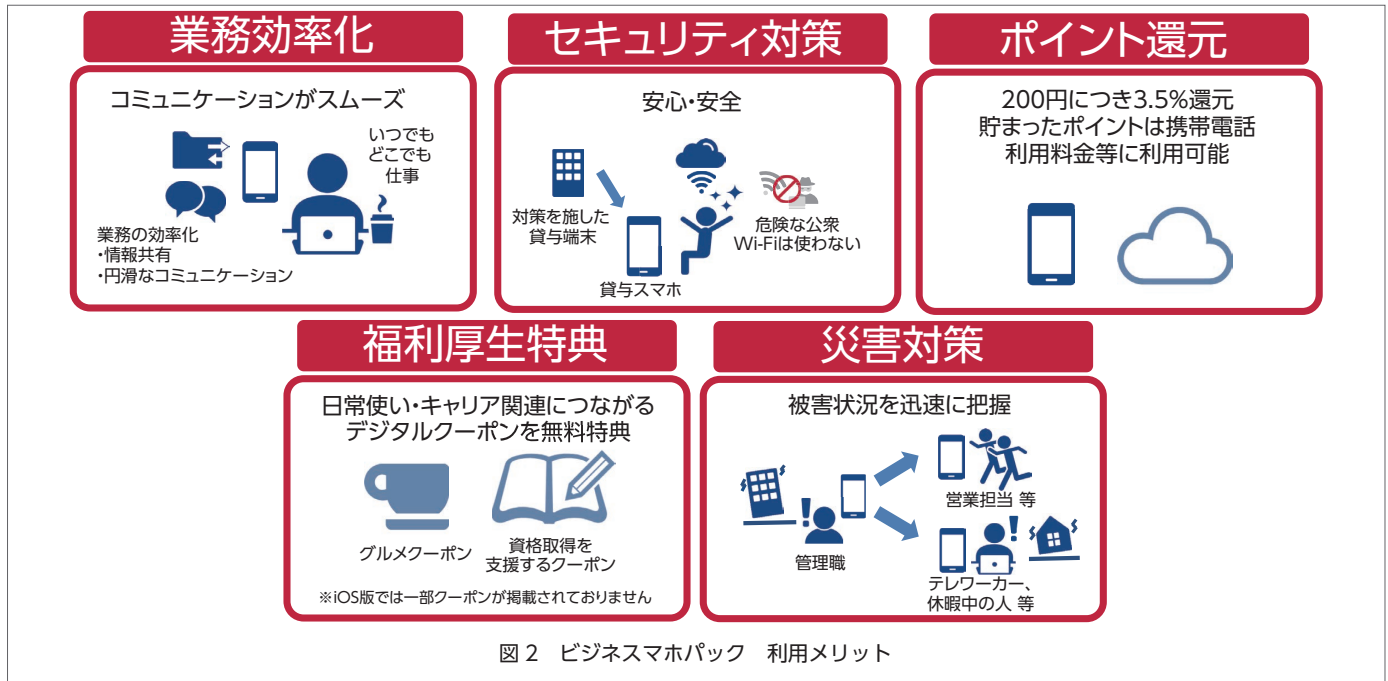 業務効率化
コミュニケーションがスムーズ
いつでも
どこでも
仕事
業務の効率化
・情報共有
・円滑なコミュニケーション
セキュリティ対策
安心・安全
対策を施した
貸与端末
貸与スマホ
危険な公衆
Wi-Fiは使わない
ポイント還元
200円につき3.5%還元
貯まったポイントは携帯電話
利用料金等に利用可能
福利厚生特典
日常使い・キャリア関連につながる
デジタルクーポンを無料特典
グルメクーポン
資格取得を
支援するクーポン
※iOS版では一部クーポンが掲載されておりません
災害対策
被害状況を迅速に把握
管理職
営業担当 等
テレワーカー、
休暇中の人 等
図2 ビジネスマホパック 利用メリット